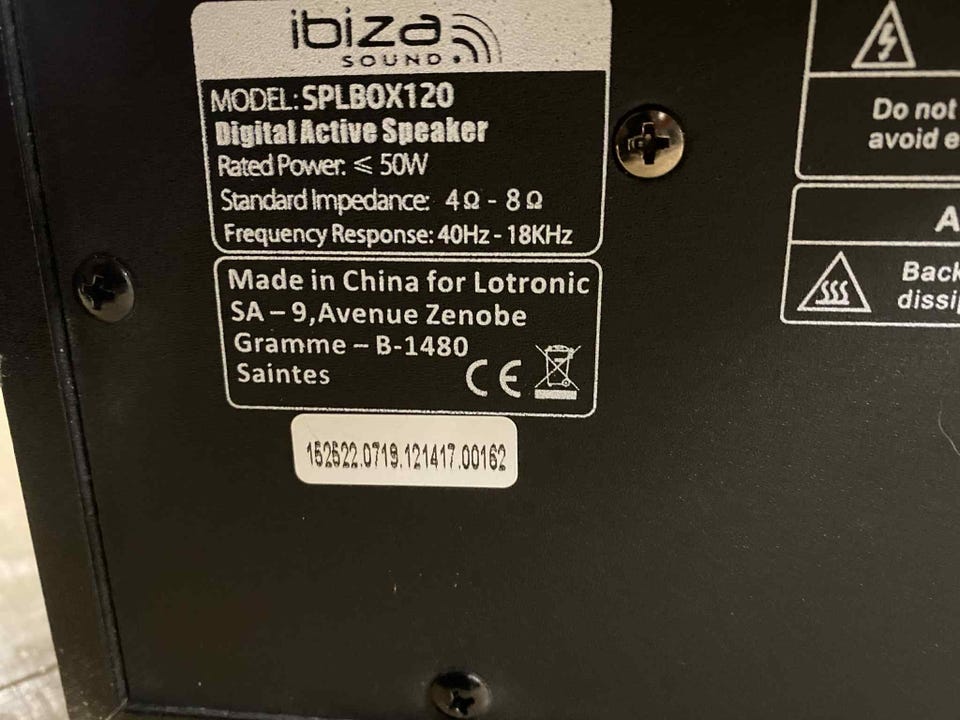 ibiza
SOUND
MODEL: SPLBOX120
Digital Active Speaker
Rated Power: ≤ 50W
Standard Impedance: 4Ω - 8Ω
Frequency Response: 40Hz - 18KHz
Made in China for Lotronic
SA – 9,Avenue Zenobe
Gramme – B-1480
Saintes
CE
152522.0719.121417.00162
Do not
avoid e
A
Back
dissip